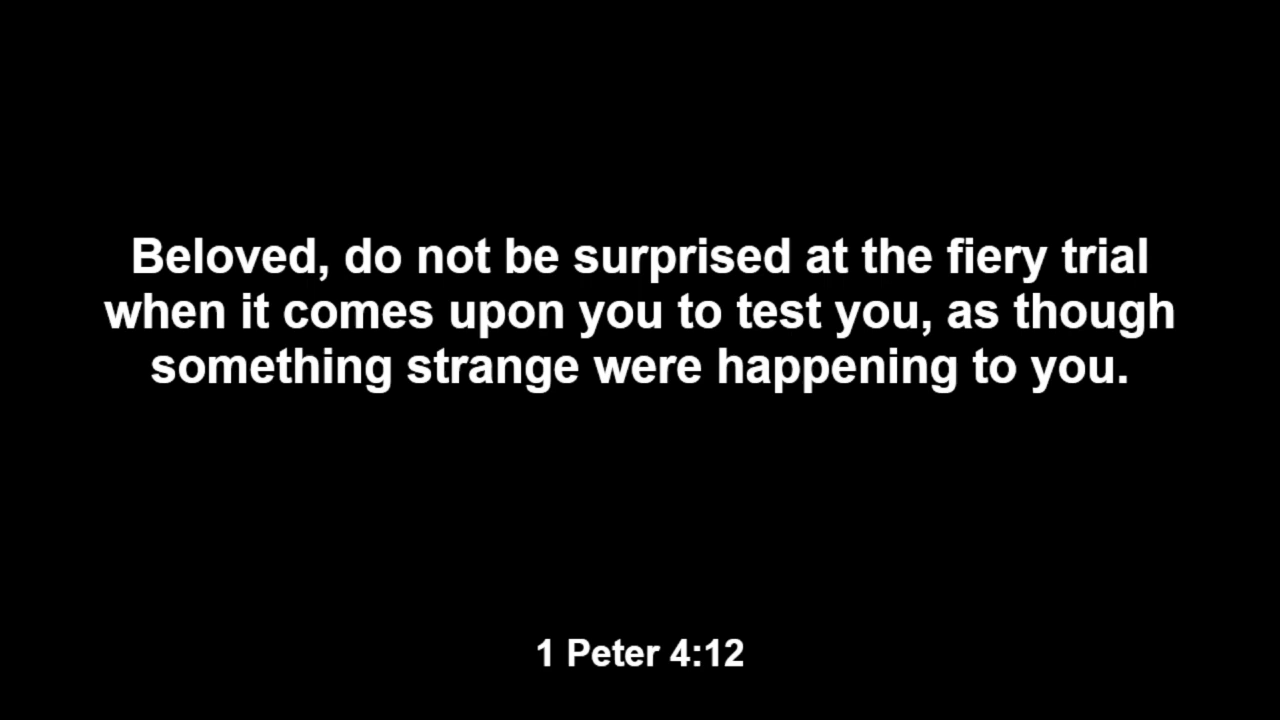 Beloved, do not be surprised at the fiery trial
when it comes upon you to test you, as though
something strange were happening to you.
1 Peter 4:12